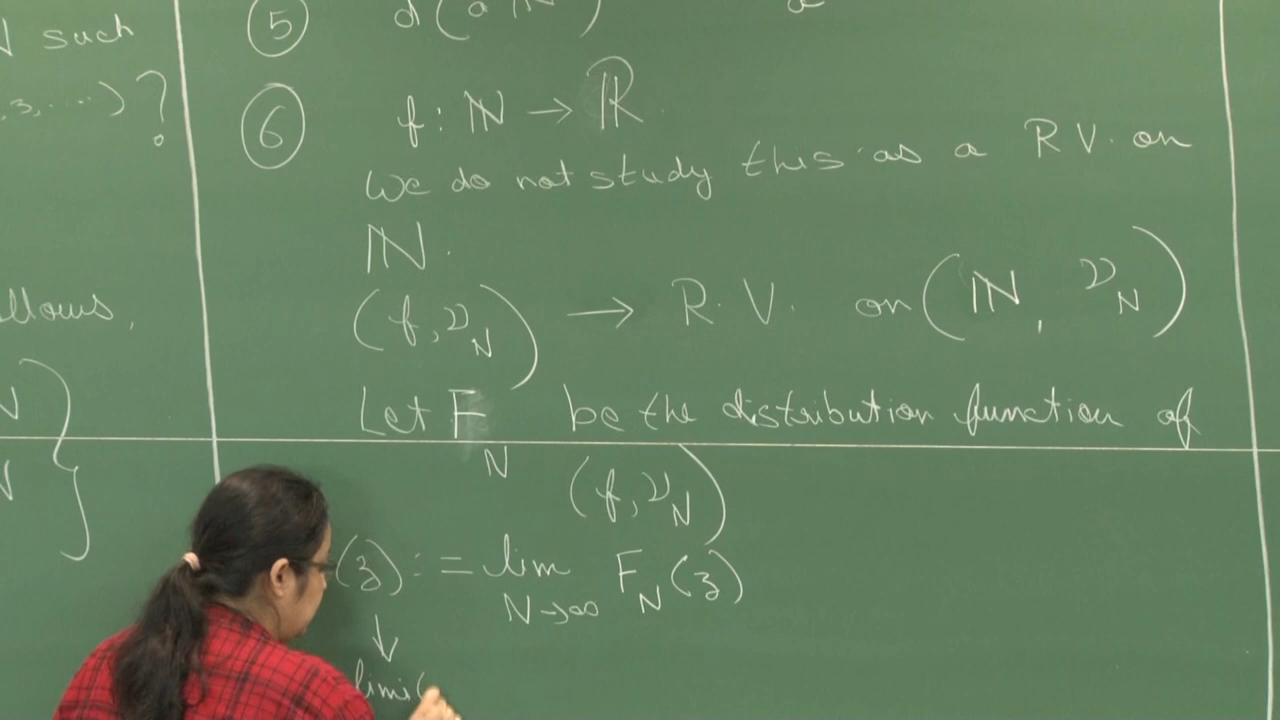 such
3, ....)?
⑤ d(
⑥ f: ℕ → ℝ
We do not study this as a R.V. on
ℕ.
(f, ν_N) → R.V. on (ℕ, ν_N)
Let F_N be the distribution function of
(f, ν_N)
(z) := lim_{N→∞} F_N(z)
↓
limi